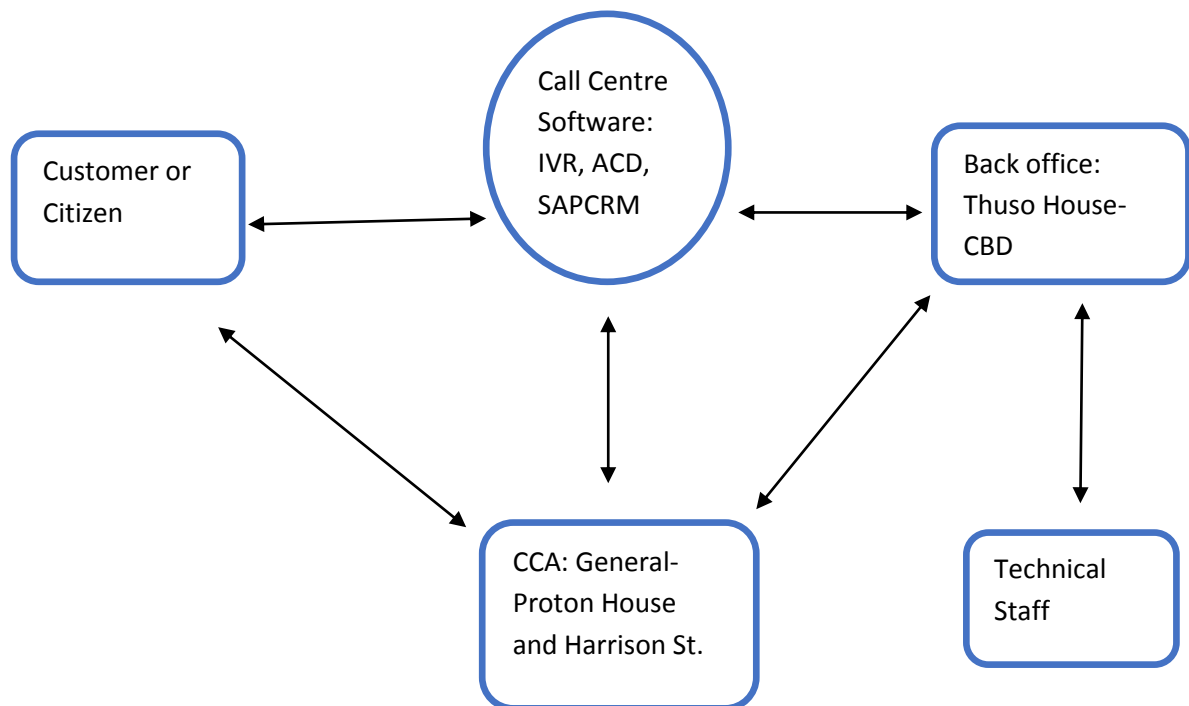 Call Centre
Software:
IVR, ACD,
SAPCRM
Customer or
Citizen
Back office:
Thuso House-
CBD
CCA: General-
Proton House
and Harrison St.
Technical
Staff